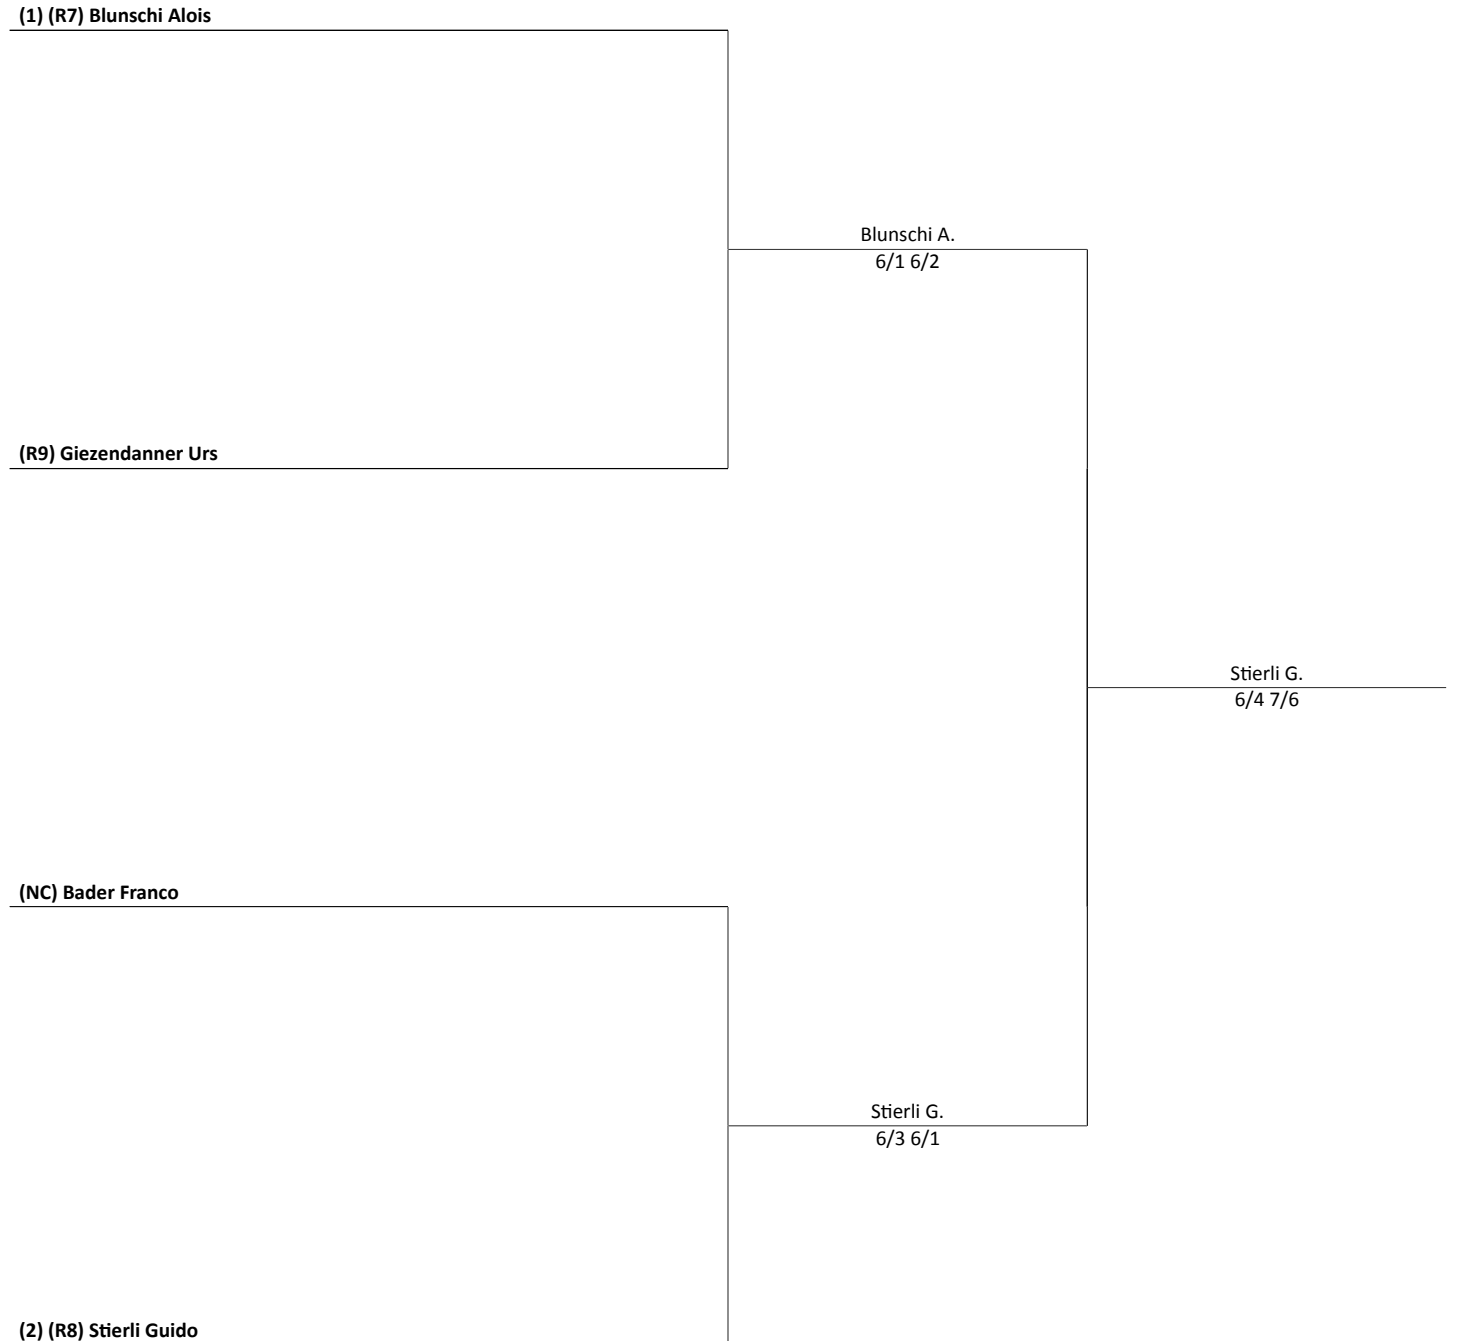 (1) (R7) Blunschi Alois
Blunschi A.
6/1 6/2
(R9) Giezendanner Urs
Stierli G.
6/4 7/6
(NC) Bader Franco
Stierli G.
6/3 6/1
(2) (R8) Stierli Guido